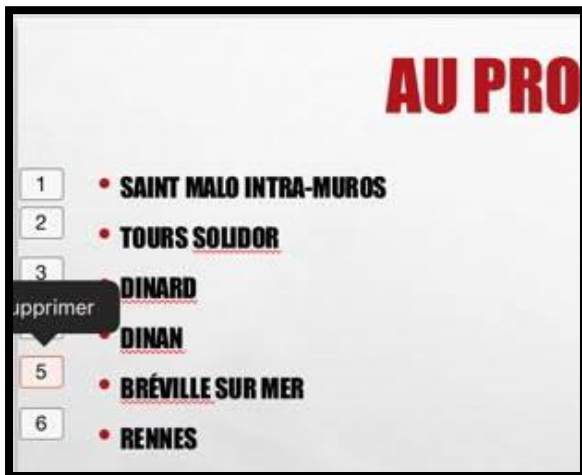 AU PRO
1 • SAINT MALO INTRA-MUROS
2 • TOURS SOLIDOR
3 • DINARD
upprimer
• DINAN
5 • BRÉVILLE SUR MER
6 • RENNES